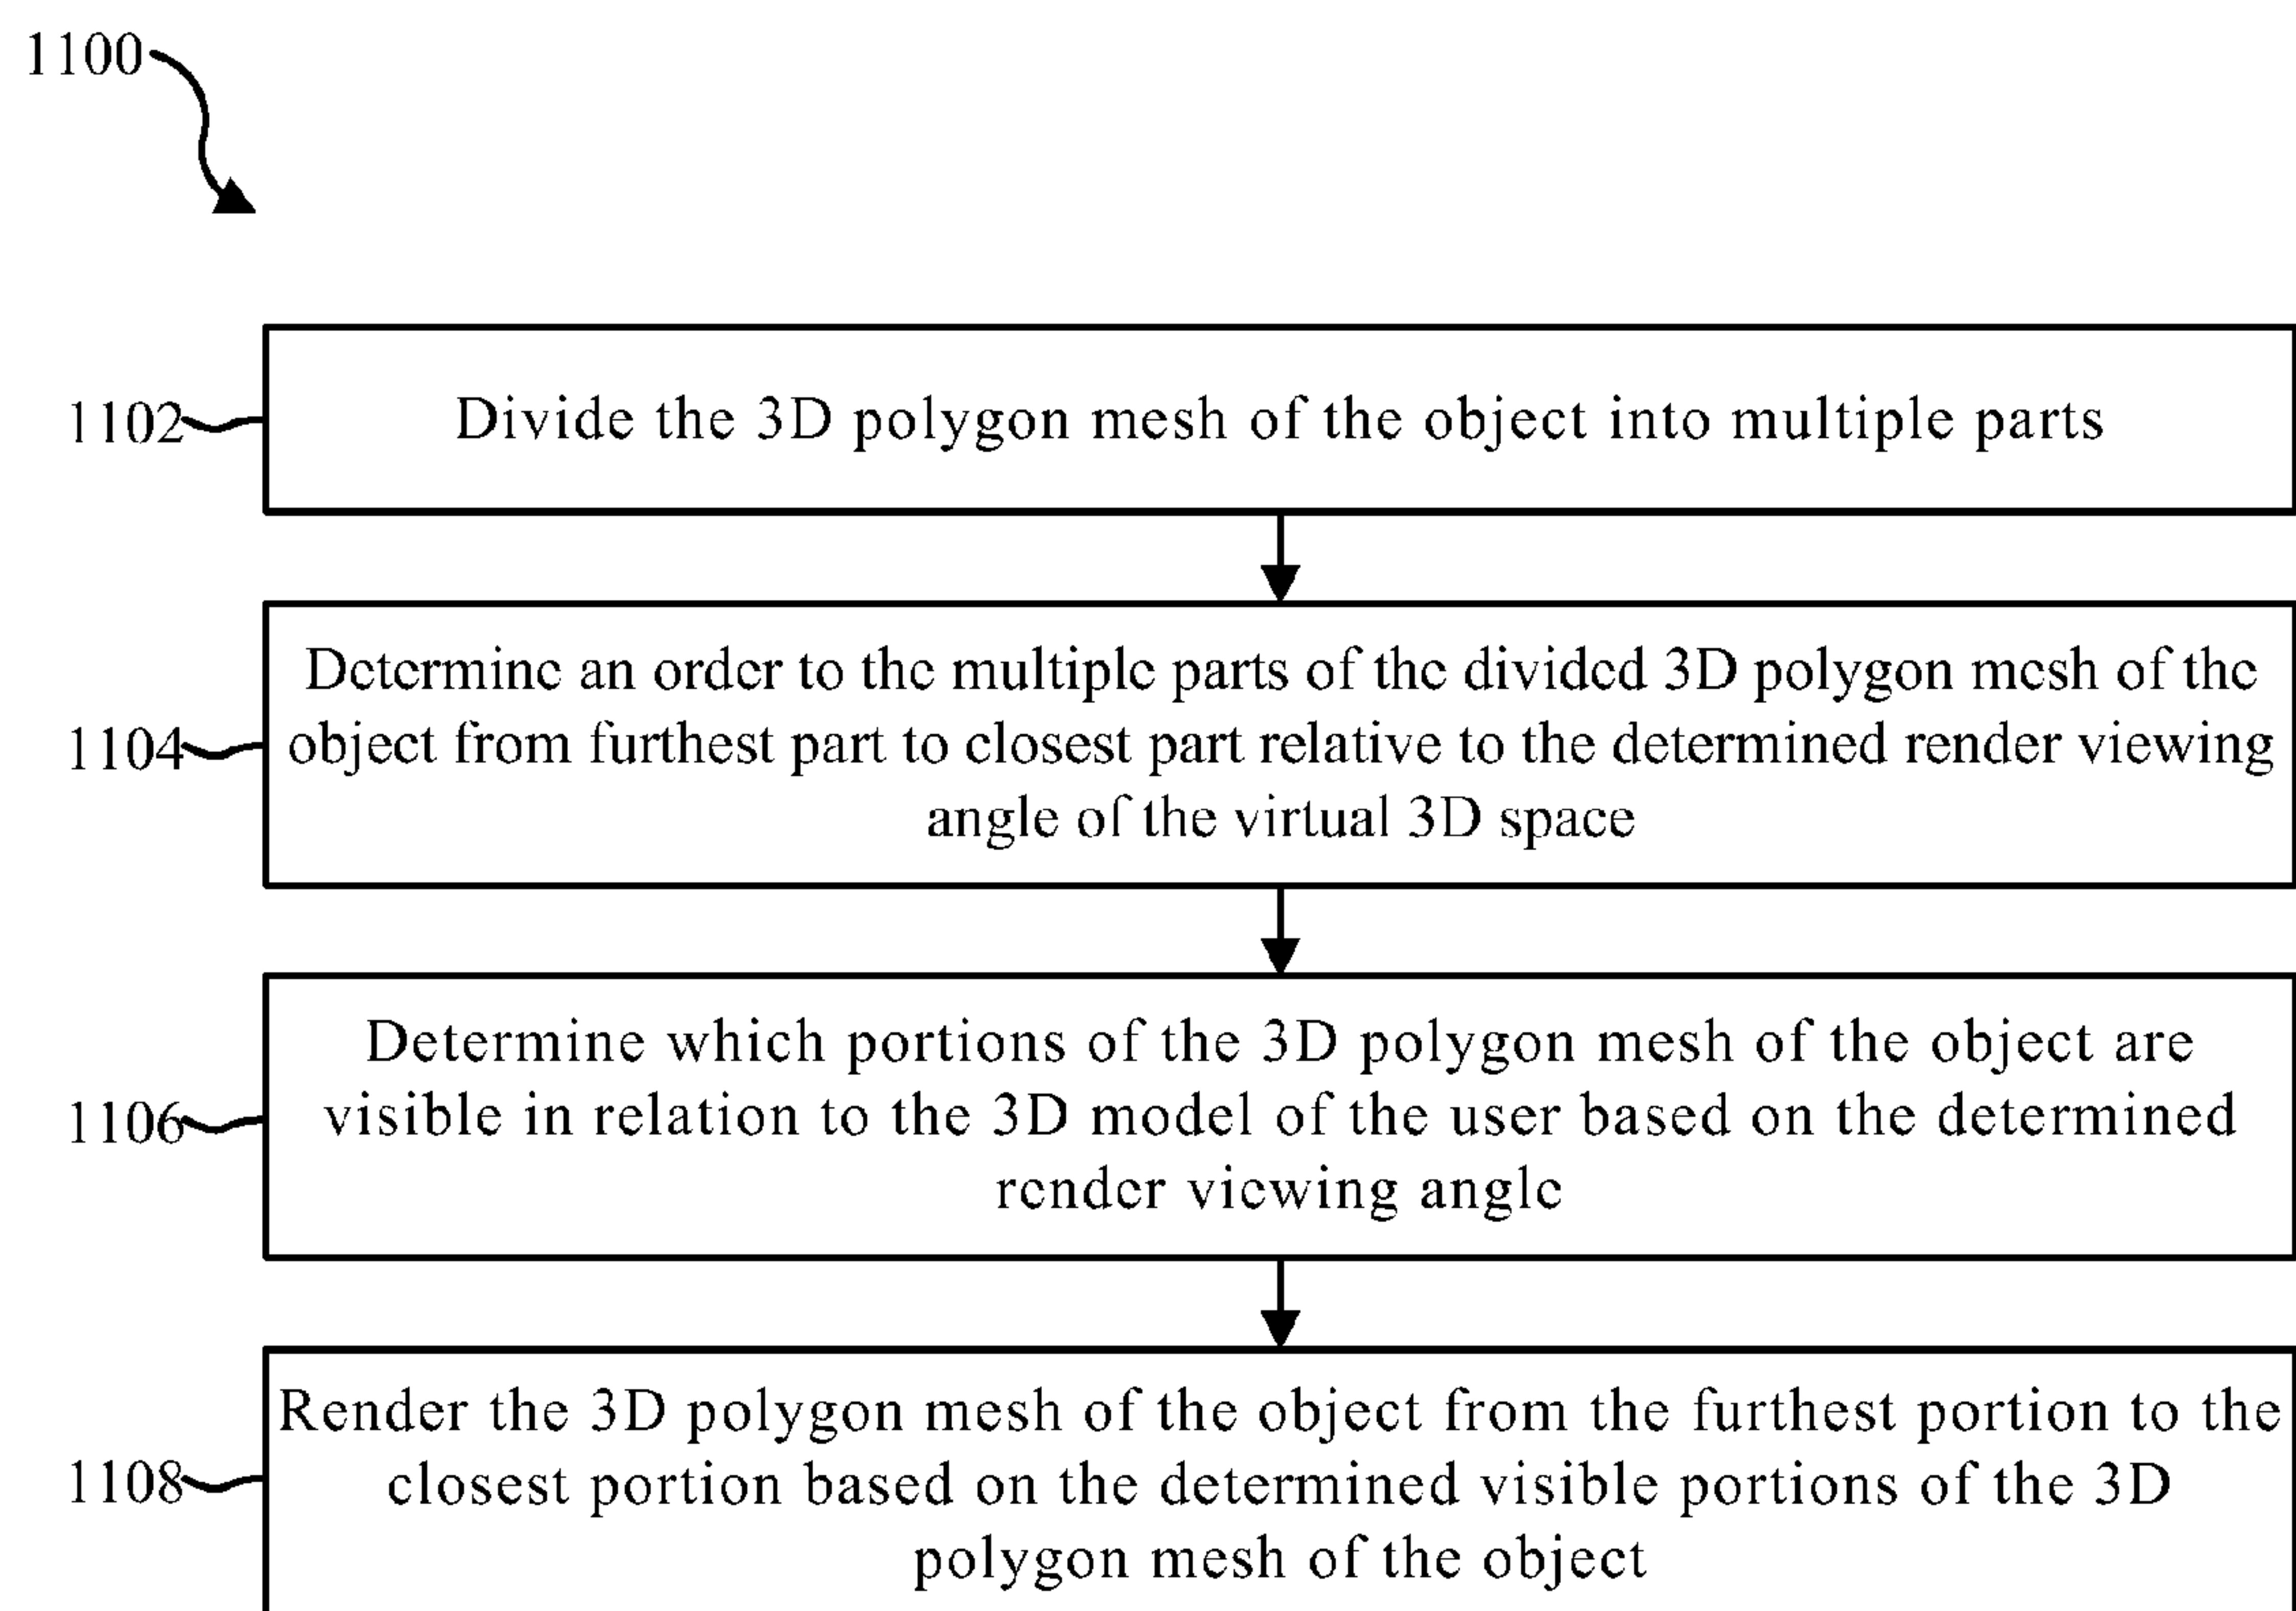 1100
1102
Divide the 3D polygon mesh of the object into multiple parts
1104
Determine an order to the multiple parts of the divided 3D polygon mesh of the
object from furthest part to closest part relative to the determined render viewing
angle of the virtual 3D space
1106
Determine which portions of the 3D polygon mesh of the object are
visible in relation to the 3D model of the user based on the determined
render viewing angle
1108
Render the 3D polygon mesh of the object from the furthest portion to the
closest portion based on the determined visible portions of the 3D
polygon mesh of the object